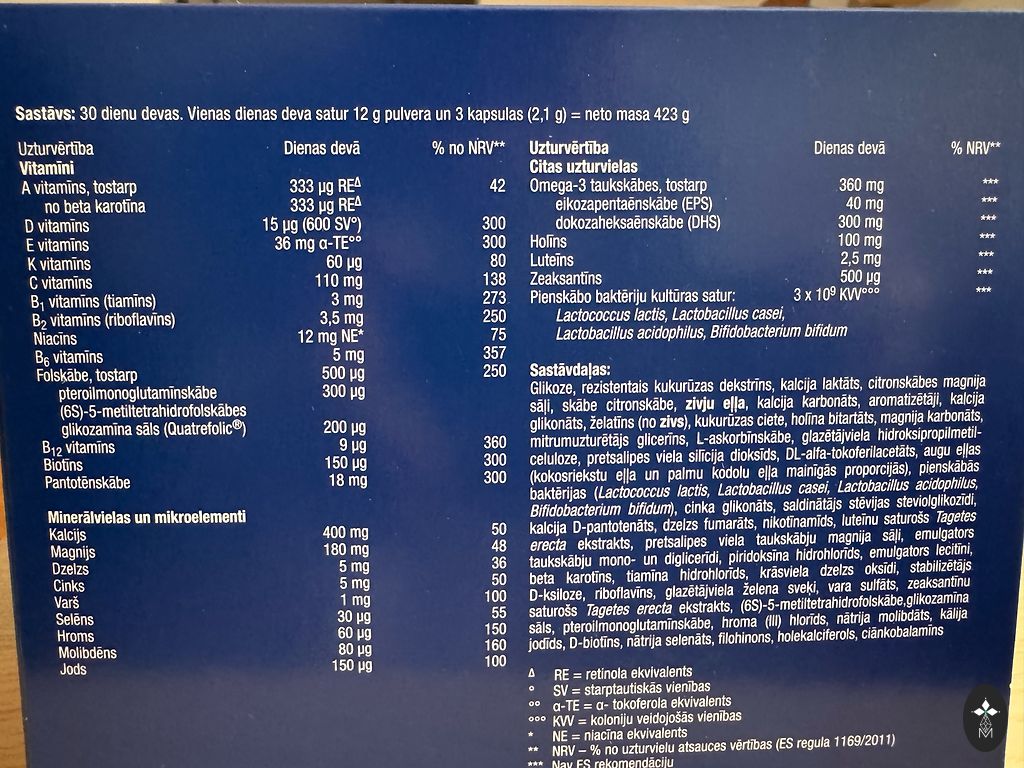 Sastāvs: 30 dienu devas. Vienas dienas deva satur 12 g pulvera un 3 kapsulas (2,1 g) = neto masa 423 g
Uzturvērtība Dienas devā % no NRV**
Vitamīni
A vitamīns, tostarp 333 µg REΔ 42
no beta karotīna 333 µg REΔ
D vitamīns 15 µg (600 SV°) 300
E vitamīns 36 mg α-TE°° 300
K vitamīns 60 µg 80
C vitamīns 110 mg 138
B1 vitamīns (tiamīns) 3 mg 273
B2 vitamīns (riboflavīns) 3,5 mg 250
Niacīns 12 mg NE* 75
B6 vitamīns 5 mg 357
Folskābe, tostarp 500 µg 250
pteroilmonoglutamīnskābe 300 µg
(6S)-5-metiltetrahidrofolskābes
glikozamīna sāls (Quatrefolic®) 200 µg
B12 vitamīns 9 µg 360
Biotīns 150 µg 300
Pantotēnskābe 18 mg 300
Minerālvielas un mikroelementi
Kalcijs 400 mg 50
Magnijs 180 mg 48
Dzelzs 5 mg 36
Cinks 5 mg 50
Varš 1 mg 100
Selēns 30 µg 55
Hroms 60 µg 150
Molibdēns 80 µg 160
Jods 150 µg 100
Uzturvērtība Dienas devā % NRV**
Citas uzturvielas
Omega-3 taukskābes, tostarp 360 mg ***
eikozapentaēnskābe (EPS) 40 mg ***
dokozaheksaēnskābe (DHS) 300 mg ***
Holīns 100 mg ***
Luteīns 2,5 mg ***
Zeaksantīns 500 µg ***
Pienskābo baktēriju kultūras satur: 3 x 10⁹ KVV°°° ***
Lactococcus lactis, Lactobacillus casei,
Lactobacillus acidophilus, Bifidobacterium bifidum
Sastāvdaļas:
Glikoze, rezistentais kukurūzas dekstrīns, kalcija laktāts, citronskābes magnija
sāļi, skābe citronskābe, zivju eļļa, kalcija karbonāts, aromatizētāji, kalcija
glikonāts, želatīns (no zivs), kukurūzas ciete, holīna bitartāts, magnija karbonāts,
mitrumuzturētājs glicerīns, L-askorbīnskābe, glazētājviela hidroksipropilmetil-
celuloze, pretsalipes viela silīcija dioksīds, DL-alfa-tokoferilacetāts, augu eļļas
(kokosriekstu eļļa un palmu kodolu eļļa mainīgās proporcijās), pienskābās
baktērijas (Lactococcus lactis, Lactobacillus casei, Lactobacillus acidophilus,
Bifidobacterium bifidum), cinka glikonāts, saldinātājs stēvijas steviolglikozīdi,
kalcija D-pantotenāts, dzelzs fumarāts, nikotīnamīds, luteīnu saturošs Tagetes
erecta ekstrakts, pretsalipes viela taukskābju magnija sāļi, emulgators
taukskābju mono- un diglicerīdi, piridoksīna hidrohlorīds, emulgators lecitīni,
beta karotīns, tiamīna hidrohlorīds, krāsviela dzelzs oksīdi, stabilizētājs
D-ksiloze, riboflavīns, glazētājviela želena sveķi, vara sulfāts, zeaksantīnu
saturošs Tagetes erecta ekstrakts, (6S)-5-metiltetrahidrofolskābe,glikozamīna
sāls, pteroilmonoglutamīnskābe, hroma (III) hlorīds, nātrija molibdāts, kālija
jodīds, D-biotīns, nātrija selenāts, filohinons, holekalciferols, ciānkobalamīns
Δ RE = retinola ekvivalents
° SV = starptautiskās vienības
°° α-TE = α- tokoferola ekvivalents
°°° KVV = koloniju veidojošās vienības
* NE = niacīna ekvivalents
** NRV – % no uzturvielu atsauces vērtības (ES regula 1169/2011)
*** Nav ES rekomendāciju
M